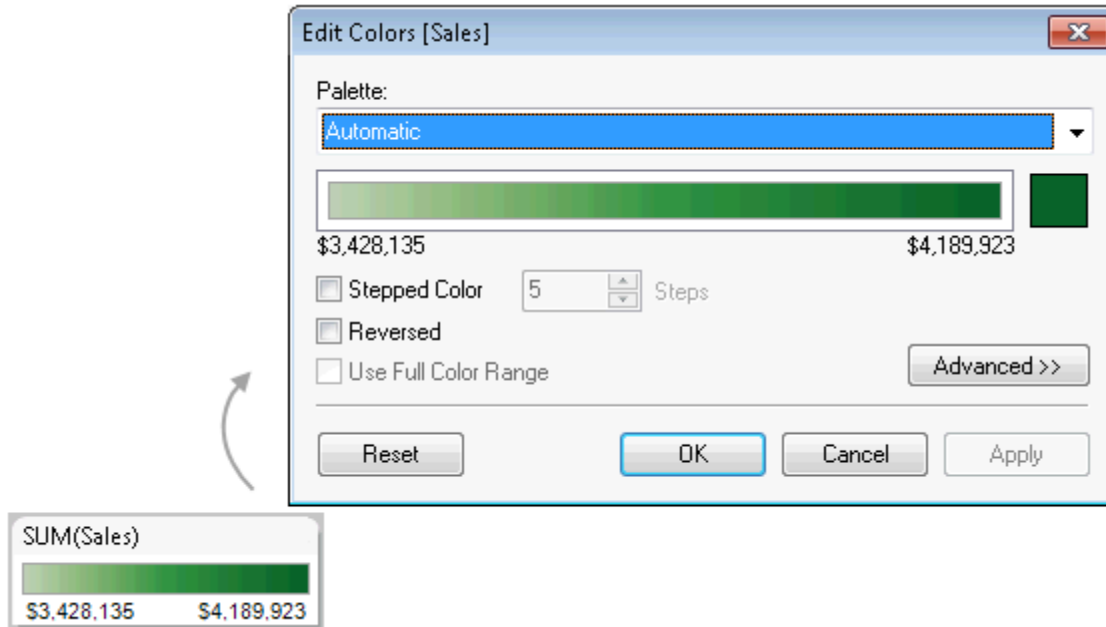 Edit Colors [Sales]
Palette:
Automatic
$3,428,135 $4,189,923
Stepped Color 5 Steps
Reversed
Use Full Color Range
Advanced >>
Reset OK Cancel Apply
SUM(Sales)
$3,428,135 $4,189,923